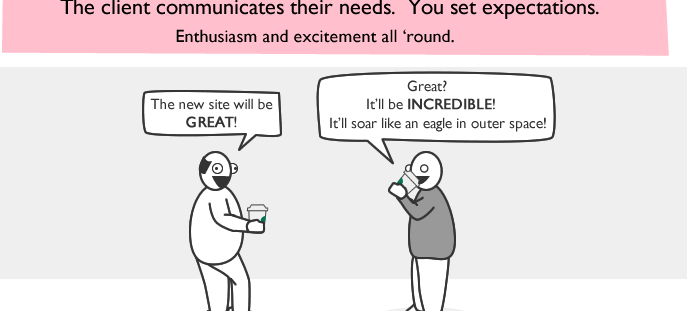 The client communicates their needs.  You set expectations.
Enthusiasm and excitement all ‘round.
The new site will be
GREAT!
Great?
It'll be INCREDIBLE!
It'll soar like an eagle in outer space!